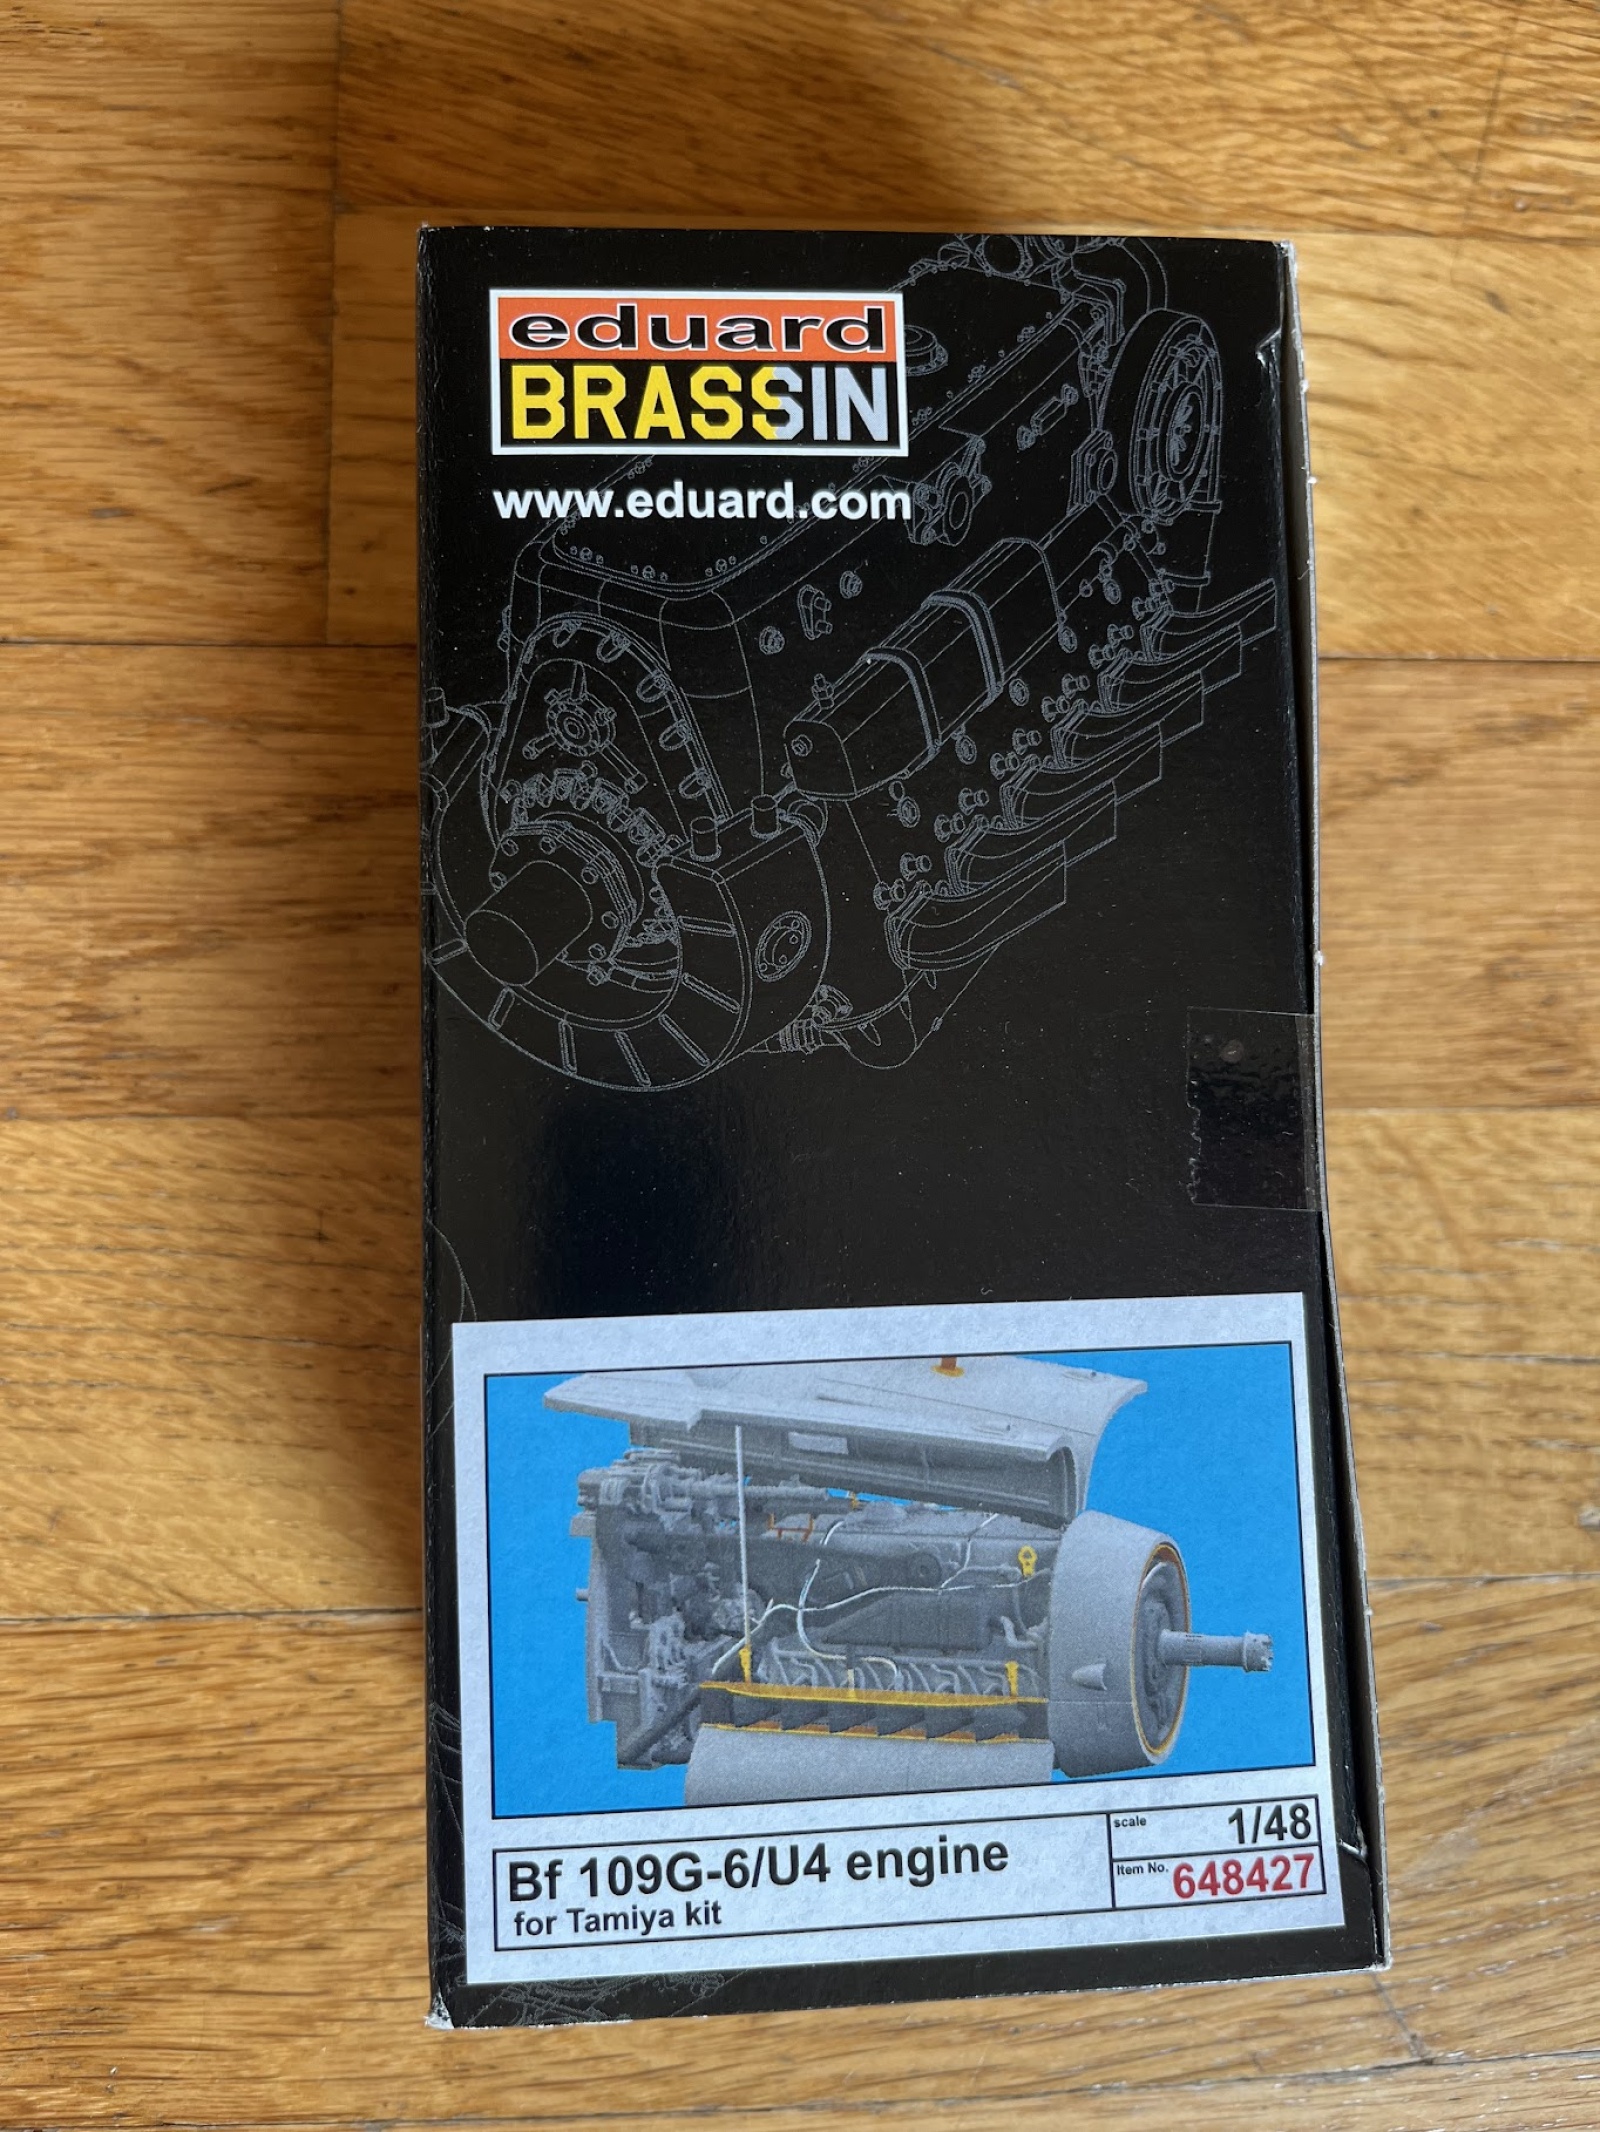 eduard
BRASSIN
www.eduard.com
Bf 109G-6/U4 engine
for Tamiya kit
scale 1/48
Item No. 648427